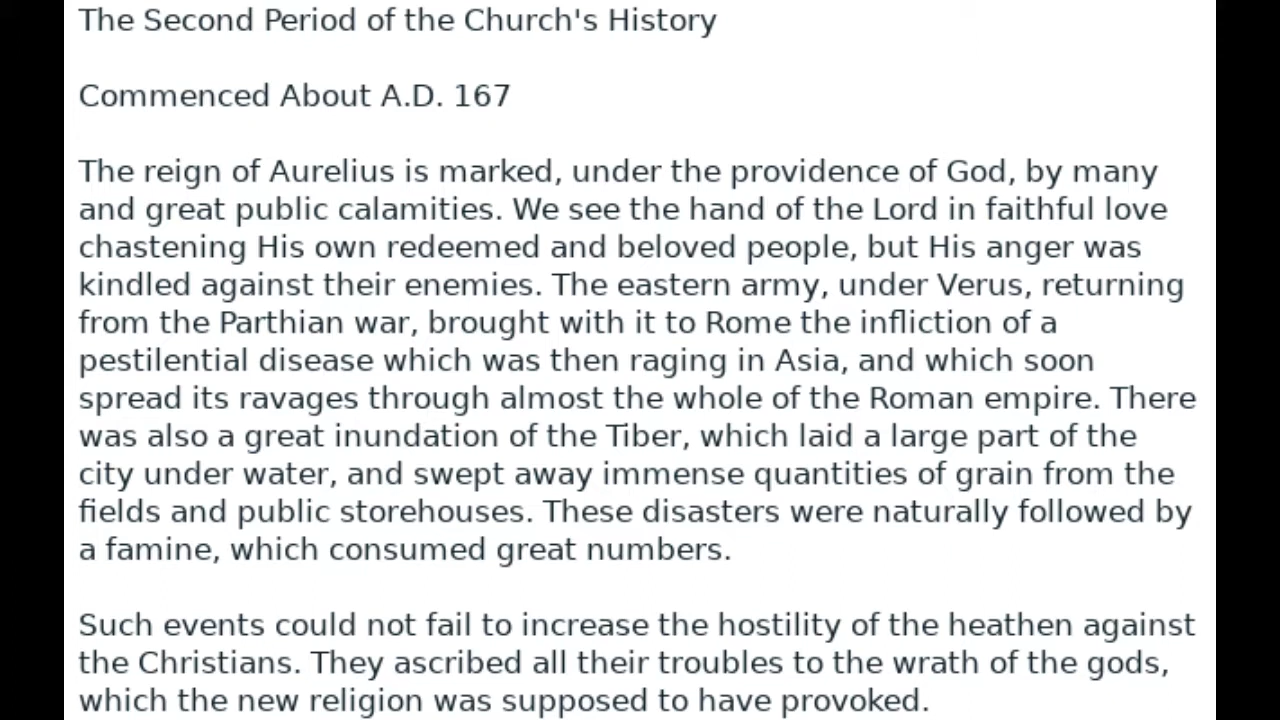 The Second Period of the Church's History
Commenced About A.D. 167
The reign of Aurelius is marked, under the providence of God, by many
and great public calamities. We see the hand of the Lord in faithful love
chastening His own redeemed and beloved people, but His anger was
kindled against their enemies. The eastern army, under Verus, returning
from the Parthian war, brought with it to Rome the infliction of a
pestilential disease which was then raging in Asia, and which soon
spread its ravages through almost the whole of the Roman empire. There
was also a great inundation of the Tiber, which laid a large part of the
city under water, and swept away immense quantities of grain from the
fields and public storehouses. These disasters were naturally followed by
a famine, which consumed great numbers.
Such events could not fail to increase the hostility of the heathen against
the Christians. They ascribed all their troubles to the wrath of the gods,
which the new religion was supposed to have provoked.